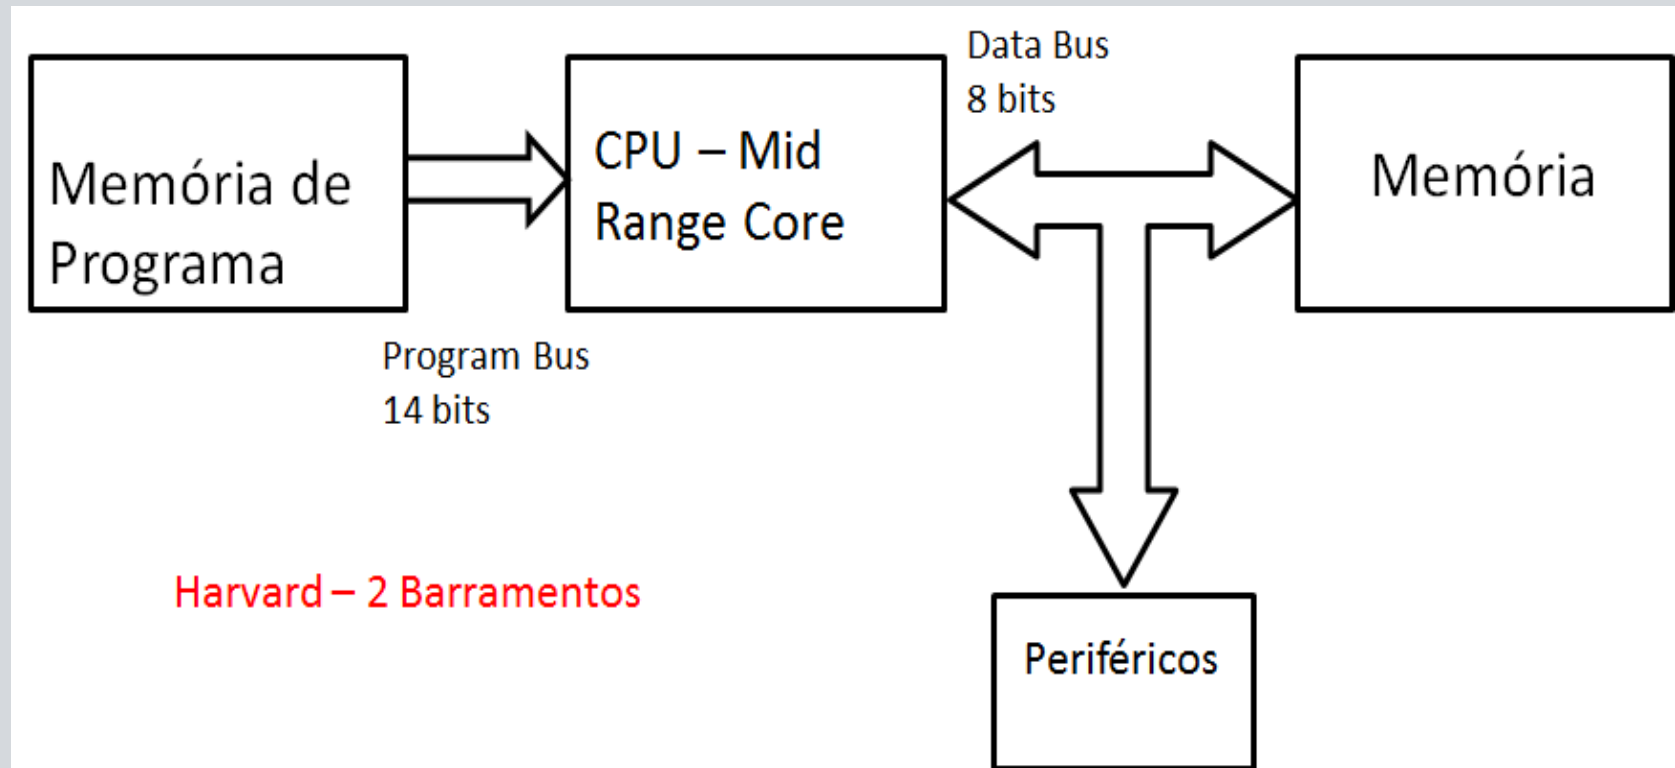 Memória de
Programa
CPU – Mid
Range Core
Data Bus
8 bits
Memória
Program Bus
14 bits
Harvard – 2 Barramentos
Periféricos